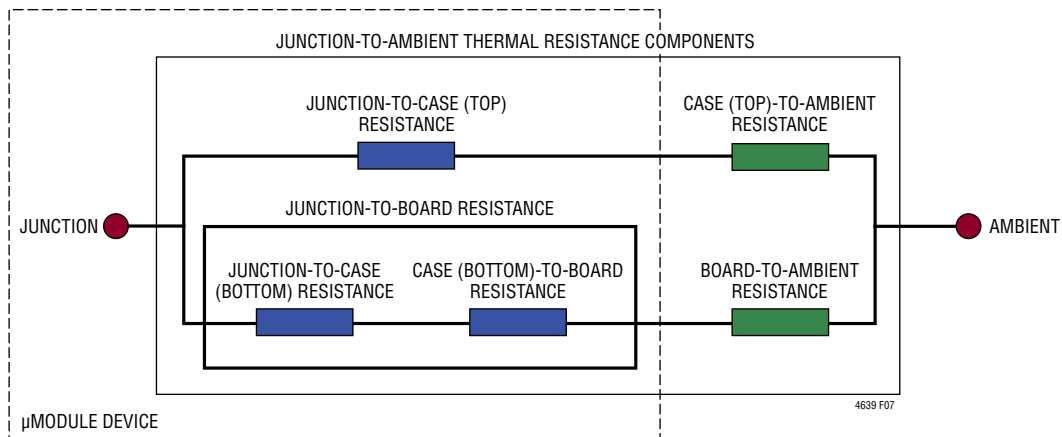 JUNCTION-TO-AMBIENT THERMAL RESISTANCE COMPONENTS
JUNCTION-TO-CASE (TOP)
RESISTANCE
CASE (TOP)-TO-AMBIENT
RESISTANCE
JUNCTION-TO-BOARD RESISTANCE
JUNCTION
AMBIENT
JUNCTION-TO-CASE
(BOTTOM) RESISTANCE
CASE (BOTTOM)-TO-BOARD
RESISTANCE
BOARD-TO-AMBIENT
RESISTANCE
4639 F07
µMODULE DEVICE